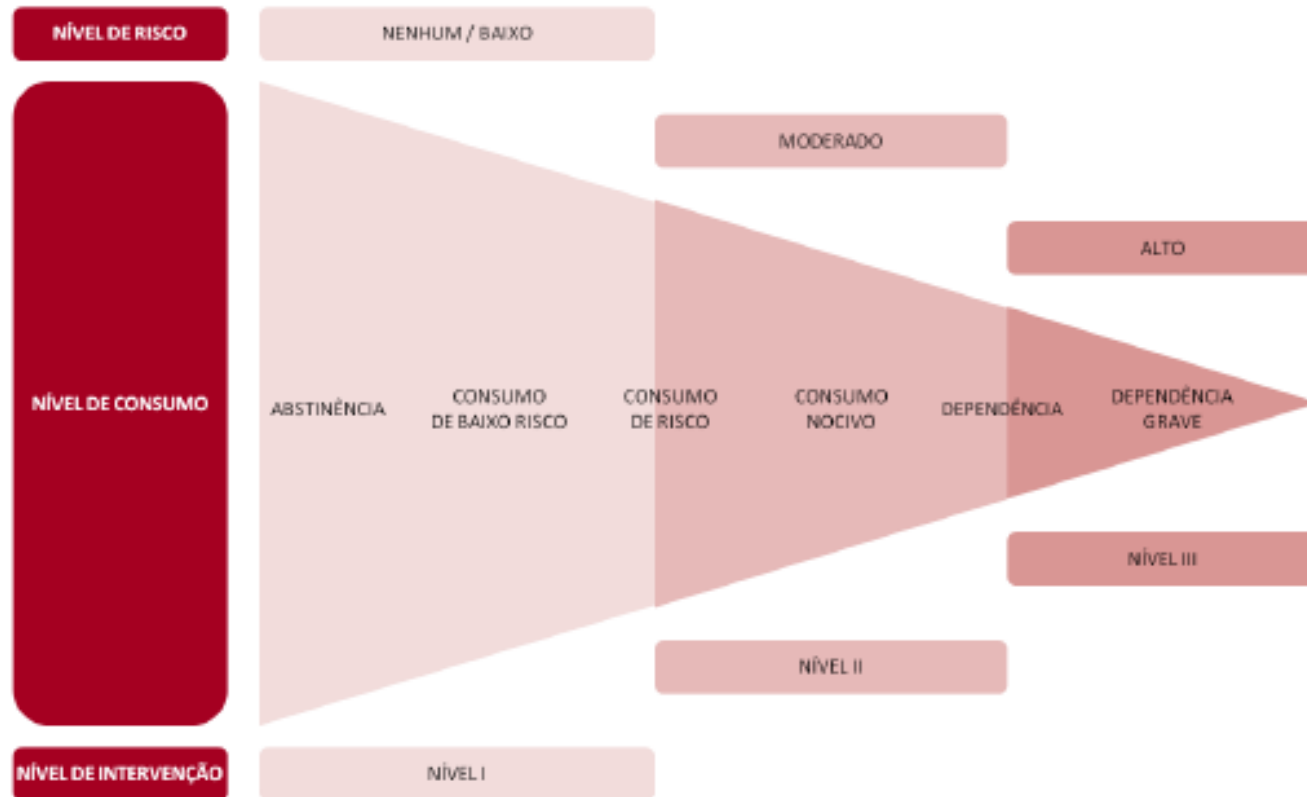 NÍVEL DE RISCO
NENHUM / BAIXO
MODERADO
ALTO
NÍVEL DE CONSUMO
ABSTINÊNCIA
CONSUMO
DE BAIXO RISCO
CONSUMO
DE RISCO
CONSUMO
NOCIVO
DEPENDÊNCIA
DEPENDÊNCIA
GRAVE
NÍVEL III
NÍVEL II
NÍVEL DE INTERVENÇÃO
NÍVEL I